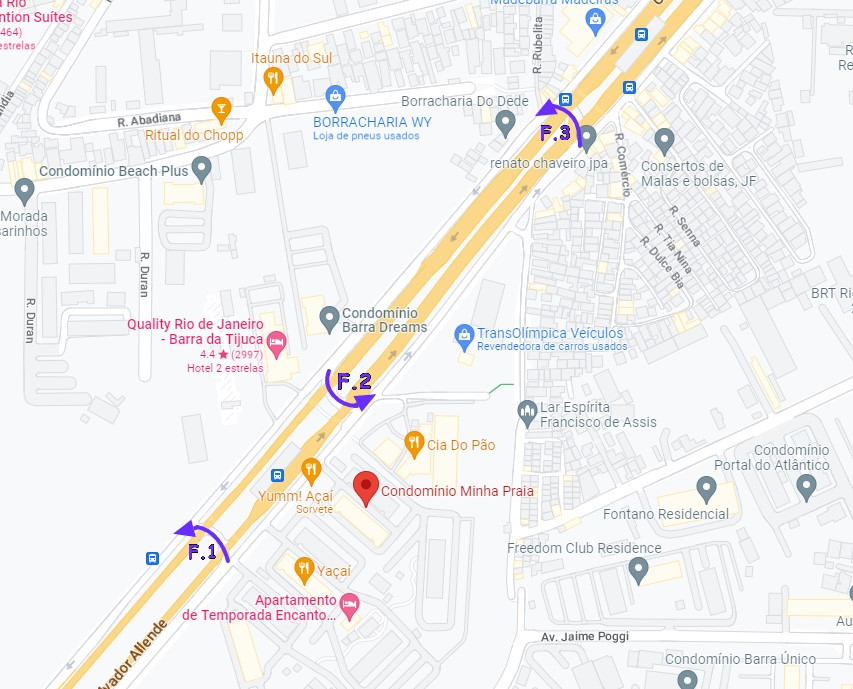 Rio
ntion Suítes
464)
estrelas
Madebarra Madeiras
Itauna do Sul
R. Rubelita
R. Abadiana
Ritual do Chopp
BORRACHARIA WY
Loja de pneus usados
Borracharia Do Dede
F.3
renato chaveiro jpa
R. Comércio
Consertos de
Malas e bolsas, JF
Condomínio Beach Plus
Morada
sarinhos
R. Duran
R. Duran
R. Senna
R. Tia Nina
R. Dulce Bia
BRT Ri
Quality Rio de Janeiro
- Barra da Tijuca
4.4 ★ (2997)
Hotel 2 estrelas
Condomínio
Barra Dreams
TransOlímpica Veículos
Revendedora de carros usados
F.2
Lar Espírita
Francisco de Assis
Cia Do Pão
Condomínio
Portal do Atlântico
Yumm! Açaí
Sorvete
Condomínio Minha Praia
Fontano Residencial
F.1
Freedom Club Residence
Yaçaí
Apartamento
de Temporada Encanto...
Av. Jaime Poggi
Au
vador Allende
Condomínio Barra Único